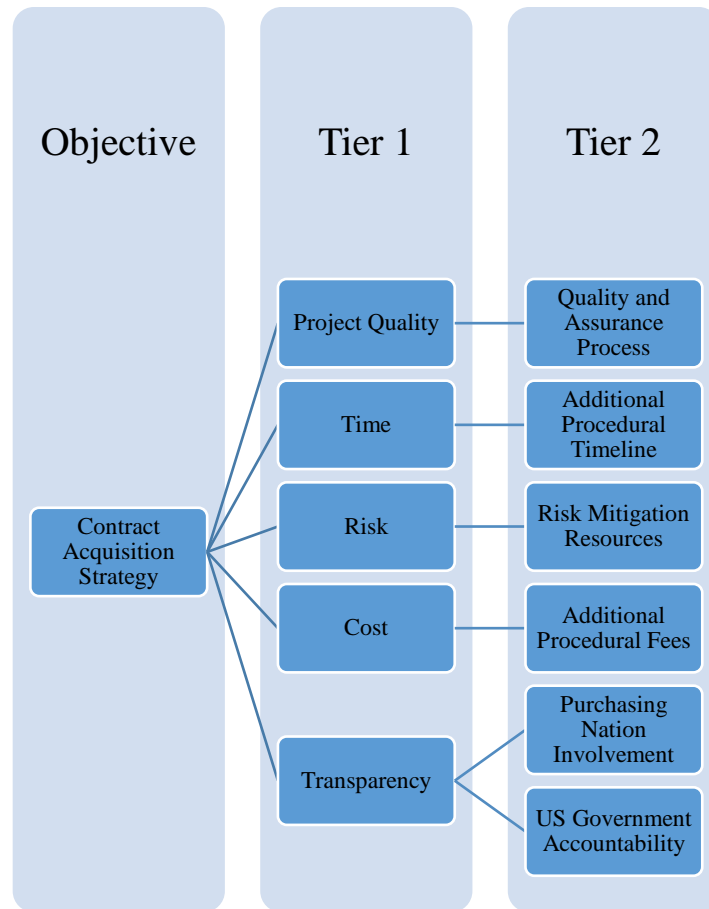 Objective
Tier 1
Tier 2
Project Quality
Quality and
Assurance
Process
Time
Additional
Procedural
Timeline
Contract
Acquisition
Strategy
Risk
Risk Mitigation
Resources
Cost
Additional
Procedural Fees
Transparency
Purchasing
Nation
Involvement
US Government
Accountability